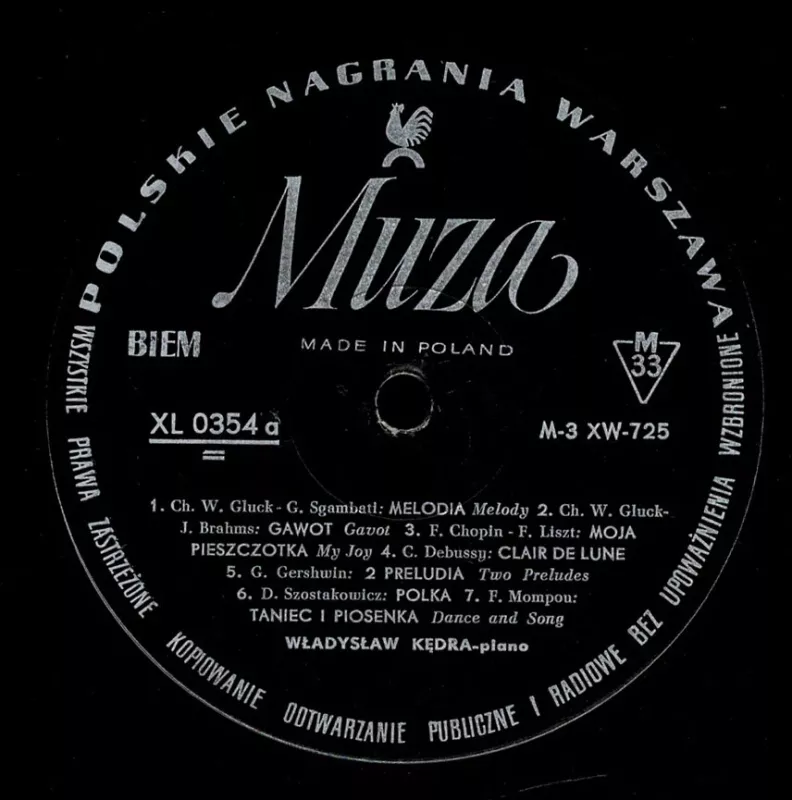 POLSKIE NAGRANIA WARSZAWA
Muza
BIEM
MADE IN POLAND
M
33
XL 0354 a
M-3 XW-725
1. Ch. W. Gluck - G. Sgambati: MELODIA Melody 2. Ch. W. Gluck-
J. Brahms: GAWOT Gavot 3. F. Chopin - F. Liszt: MOJA
PIESZCZOTKA My Joy 4. C. Debussy: CLAIR DE LUNE
5. G. Gershwin: 2 PRELUDIA Two Preludes
6. D. Szostakowicz: POLKA 7. F. Mompou:
TANIEC I PIOSENKA Dance and Song
WŁADYSŁAW KĘDRA-piano
WSZYSTKIE PRAWA ZASTRZEŻONE KOPIOWANIE ODTWARZANIE PUBLICZNE I RADIOWE BEZ UPOWAŻNIENIA WZBRONIONE